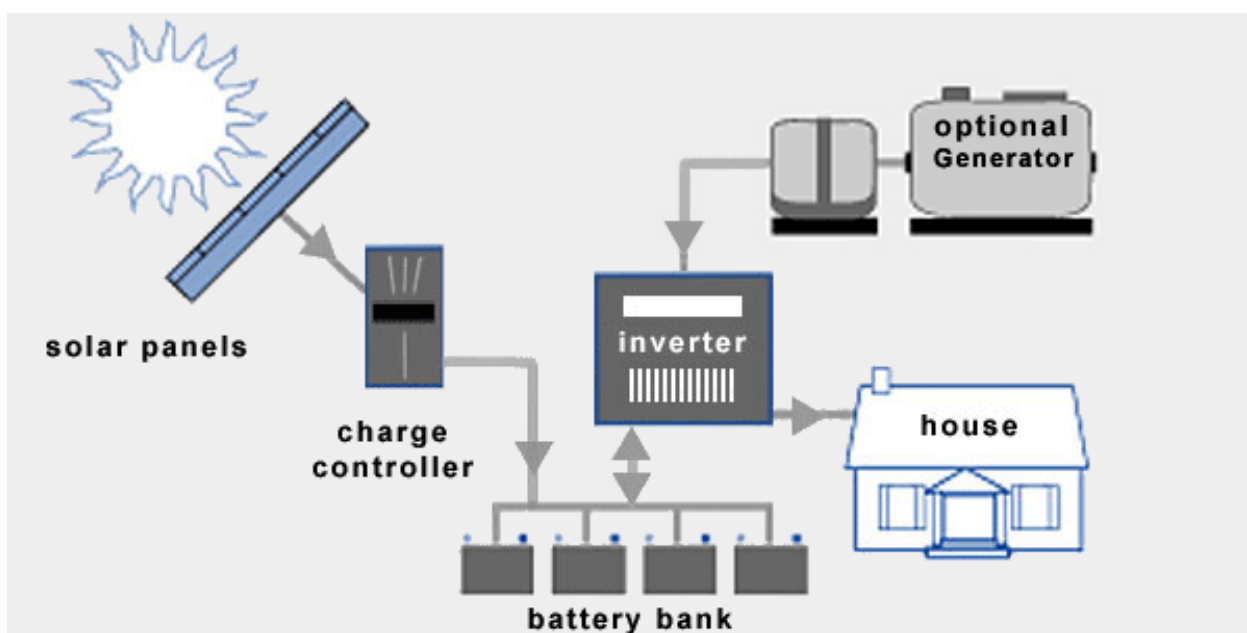 optional
Generator
inverter
solar panels
charge
controller
house
battery bank